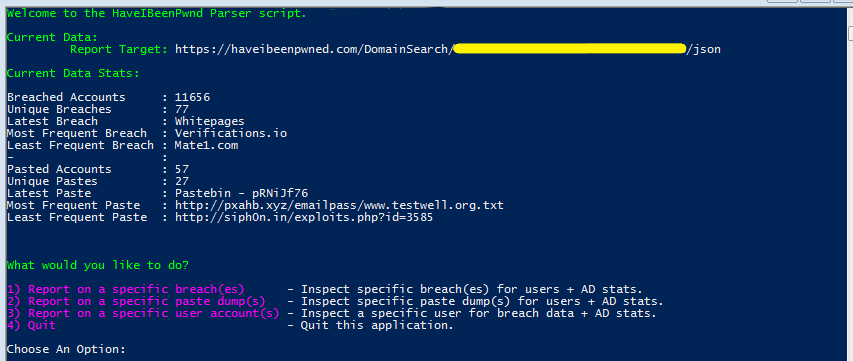 Welcome to the HaveIBeenPwnd Parser script.
Current Data:
Report Target: https://haveibeenpwned.com/DomainSearch/ /json
Current Data Stats:
Breached Accounts : 11656
Unique Breaches : 77
Latest Breach : Whitepages
Most Frequent Breach : Verifications.io
Least Frequent Breach : Mate1.com
- :
Pasted Accounts : 57
Unique Pastes : 27
Latest Paste : Pastebin - pRNiJf76
Most Frequent Paste : http://pxahb.xyz/emailpass/www.testwell.org.txt
Least Frequent Paste : http://siph0n.in/exploits.php?id=3585
What would you like to do?
1) Report on a specific breach(es) - Inspect specific breach(es) for users + AD stats.
2) Report on a specific paste dump(s) - Inspect specific paste dump(s) for users + AD stats.
3) Report on a specific user account(s) - Inspect a specific user for breach data + AD stats.
4) Quit - Quit this application.
Choose An Option: